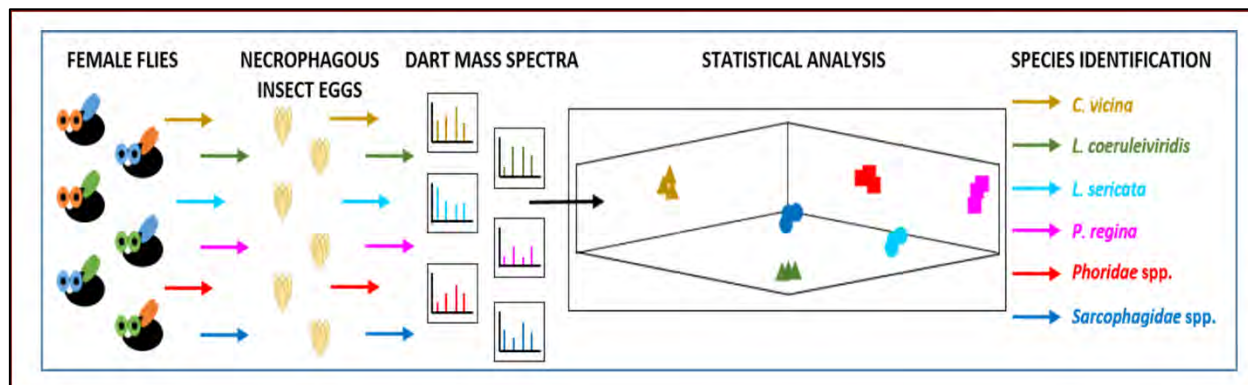 FEMALE FLIES
NECROPHAGOUS
INSECT EGGS
DART MASS SPECTRA
STATISTICAL ANALYSIS
SPECIES IDENTIFICATION
C. vicina
L. coeruleiviridis
L. sericata
P. regina
Phoridae spp.
Sarcophagidae spp.